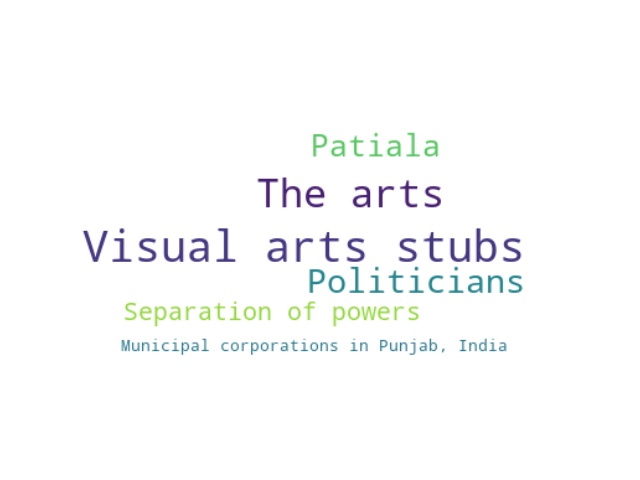 Patiala
The arts
Visual arts stubs
Politicians
Separation of powers
Municipal corporations in Punjab, India